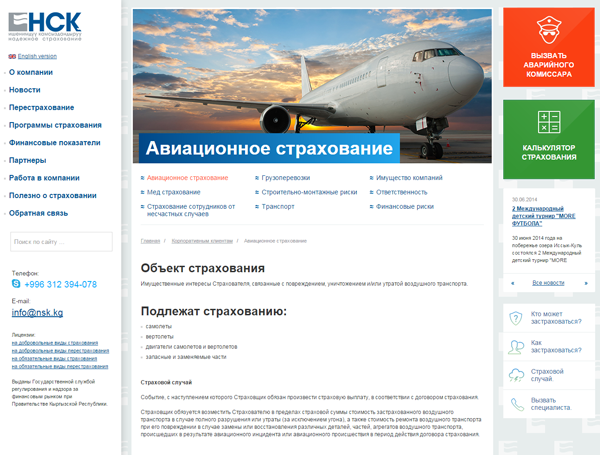 НСК
надежное страхование
English version
О компании
Новости
Перестрахование
Программы страхования
Финансовые показатели
Партнеры
Работа в компании
Полезно о страховании
Обратная связь
Поиск по сайту ...
Телефон:
+996 312 394-078
E-mail:
info@nsk.kg
Лицензии:
на добровольные виды страхования
на добровольные виды перестрахования
на обязательные виды страхования
на обязательные виды перестрахования
Выданы Государственной службой
регулирования и надзора за
финансовым рынком при
Правительстве Кыргызской Республики.
Авиационное страхование
Авиационное страхование
Грузоперевозки
Имущество компаний
Мед страхование
Строительно-монтажные риски
Ответственность
Страхование сотрудников от
несчастных случаев
Транспорт
Финансовые риски
Главная / Корпоративным клиентам / Авиационное страхование
Объект страхования
Имущественные интересы Страхователя, связанные с повреждением, уничтожением и/или утратой воздушного транспорта.
Подлежат страхованию:
самолеты
вертолеты
двигатели самолетов и вертолетов
запасные и заменяемые части
Страховой случай
Событие, с наступлением которого Страховщик обязан произвести страховую выплату, в соответствии с договором страхования.
Страховщик обязуется возместить Страхователю в пределах страховой суммы стоимость застрахованного воздушного
транспорта в случае полного разрушения или утраты (за исключением угона), а также стоимость ремонта воздушного транспорта
при его повреждении в случае замены или восстановления различных деталей, частей, агрегатов воздушного транспорта,
происшедших в результате авиационного инцидента или авиационного происшествия в период действия договора страхования.
ВЫЗВАТЬ
АВАРИЙНОГО
КОМИССАРА
КАЛЬКУЛЯТОР
СТРАХОВАНИЯ
30.06.2014
2 Международный
детский турнир "MORE
ФУТБОЛА"
30 июня 2014 года на
побережье озера Иссык-Куль
состоялся 2 Международный
детский турнир "MORE
Все новости
Кто может
застраховаться?
Как
застраховаться?
Страховой
случай.
Вызвать
специалиста.